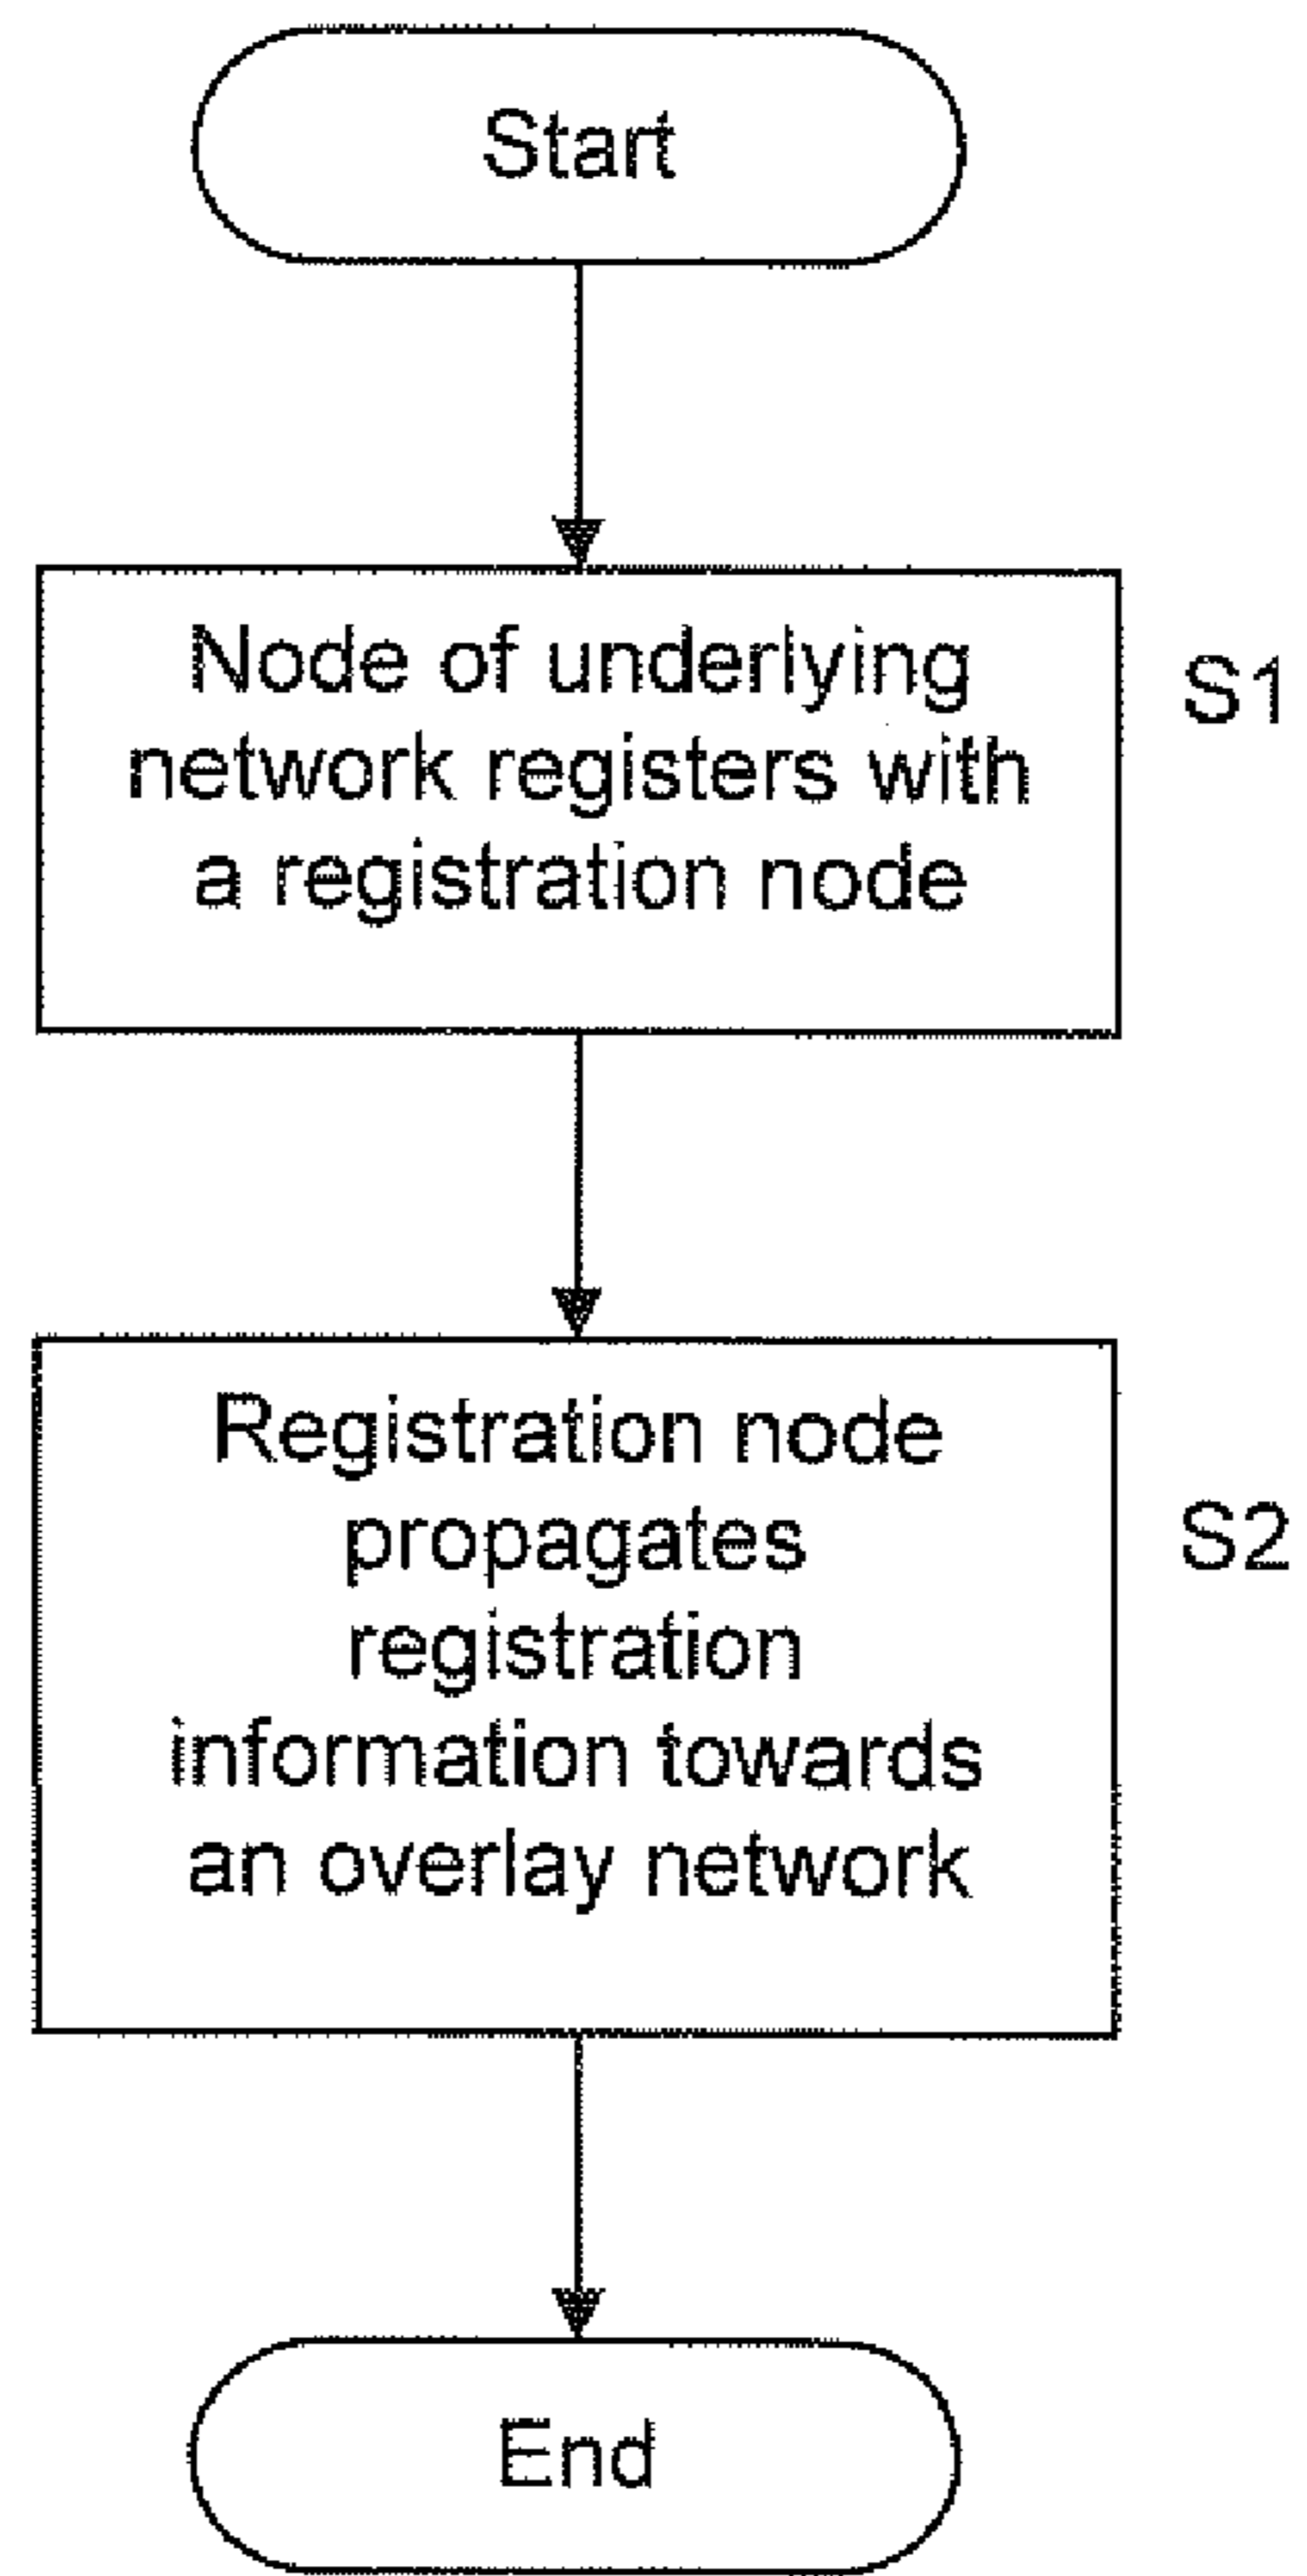 Start
Node of underlying
network registers with
a registration node
S1
Registration node
propagates
registration
information towards
an overlay network
S2
End